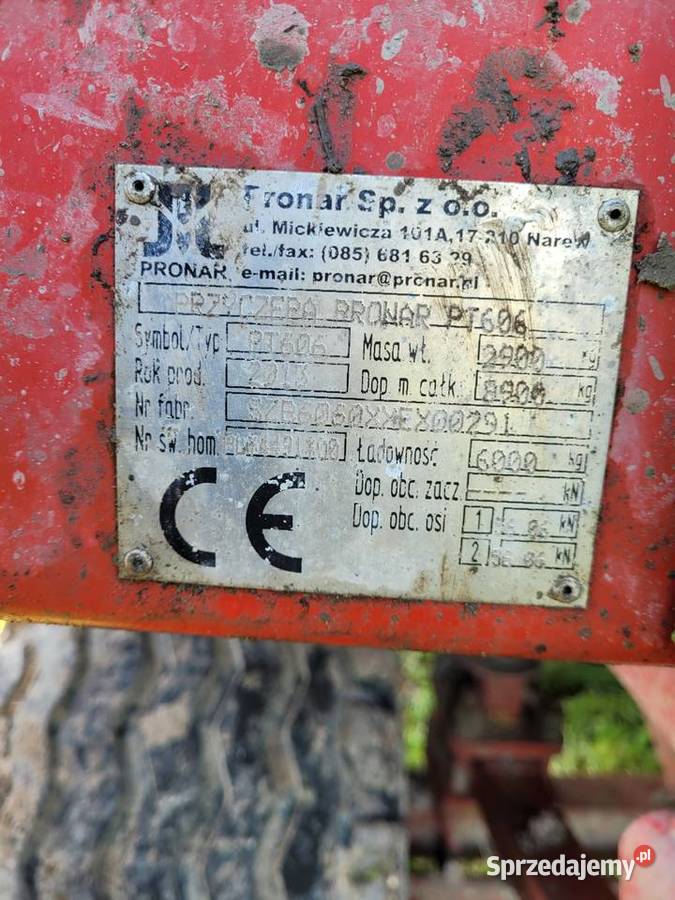 Pronar Sp. z o.o.
ul. Mickiewicza 101A, 17-210 Narew
tel./fax: (085) 681 63 29
PRONAR e-mail: pronar@pronar.pl
PRZYCZEPA PRONAR PT606
Symbol/Typ PT606 Masa wł. 2900 kg
Rok prod. 2013 Dop m. całk. 8900 kg
Nr fabr.
Nr św. hom. Ładowność 6000 kg
Dop. obc. zacz. ---- kN
Dop. obc. osi 1 kN
2 kN
CE
Sprzedajemy.pl